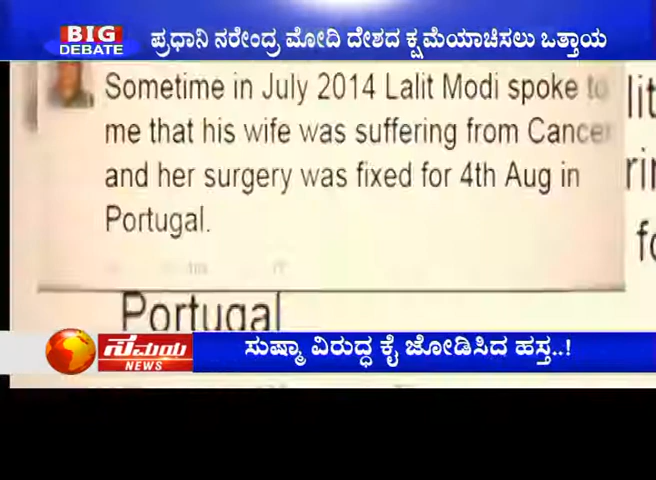 BIG
DEBATE
ಪ್ರಧಾನಿ ನರೇಂದ್ರ ಮೋದಿ ದೇಶದ ಕ್ಷಮೆಯಾಚಿಸಲು ಒತ್ತಾಯ
Sometime in July 2014 Lalit Modi spoke to
me that his wife was suffering from Cancer
and her surgery was fixed for 4th Aug in
Portugal.
Portugal
ಸಮಯ
NEWS
ಸುಷ್ಮಾ ವಿರುದ್ಧ ಕೈ ಜೋಡಿಸಿದ ಹಸ್ತ..!